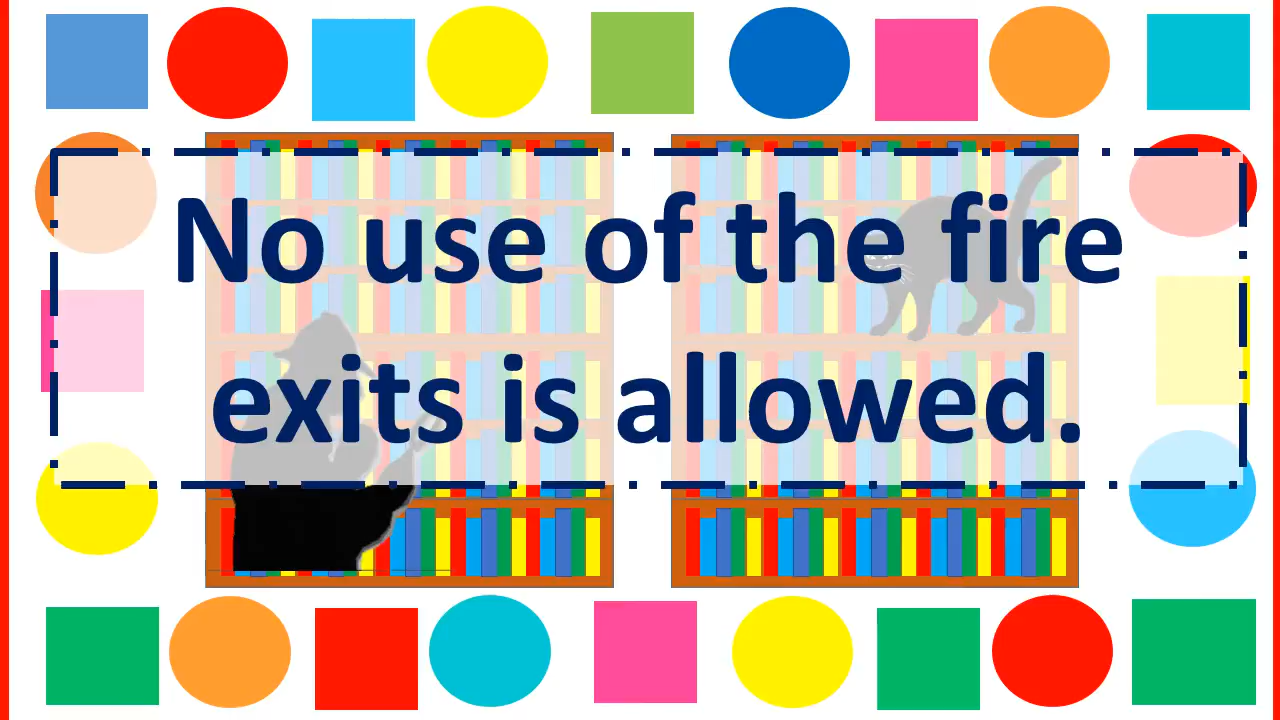 No use of the fire
exits is allowed.